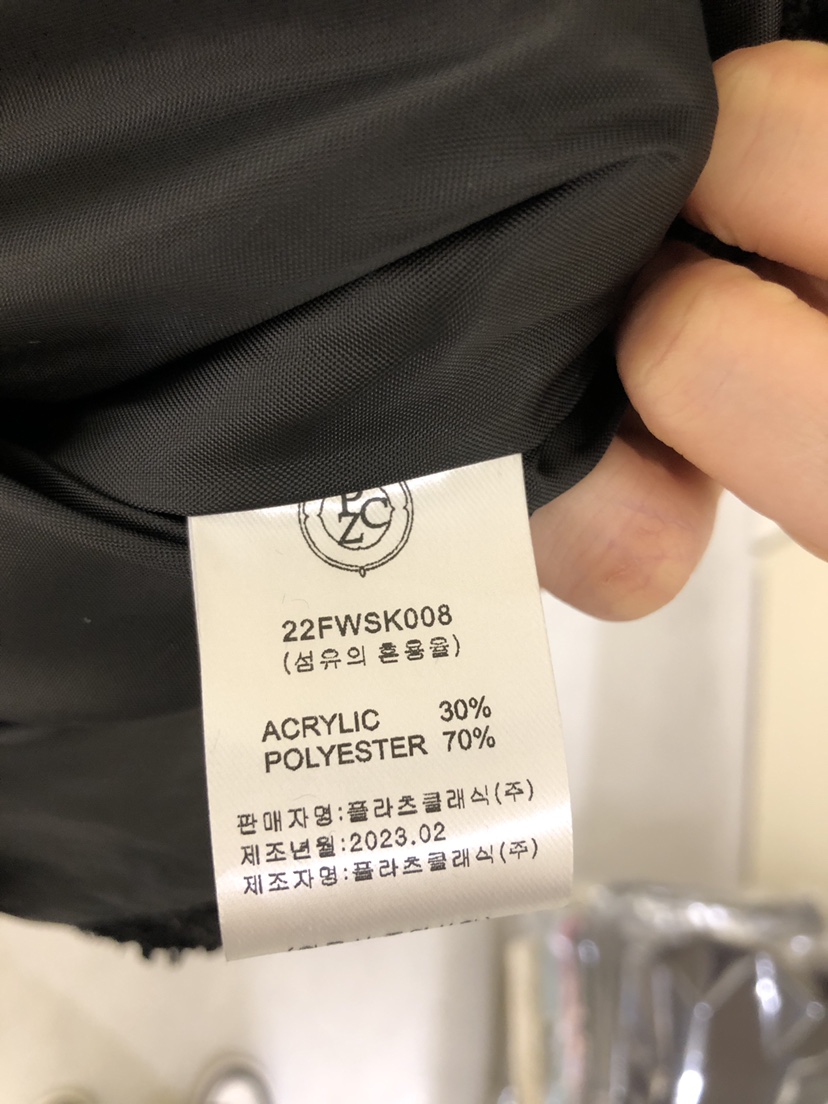 PZC
22FWSK008
(섬유의 혼용율)
ACRYLIC 30%
POLYESTER 70%
판매자명:플라츠클래식(주)
제조년월:2023.02
제조자명:플라츠클래식(주)